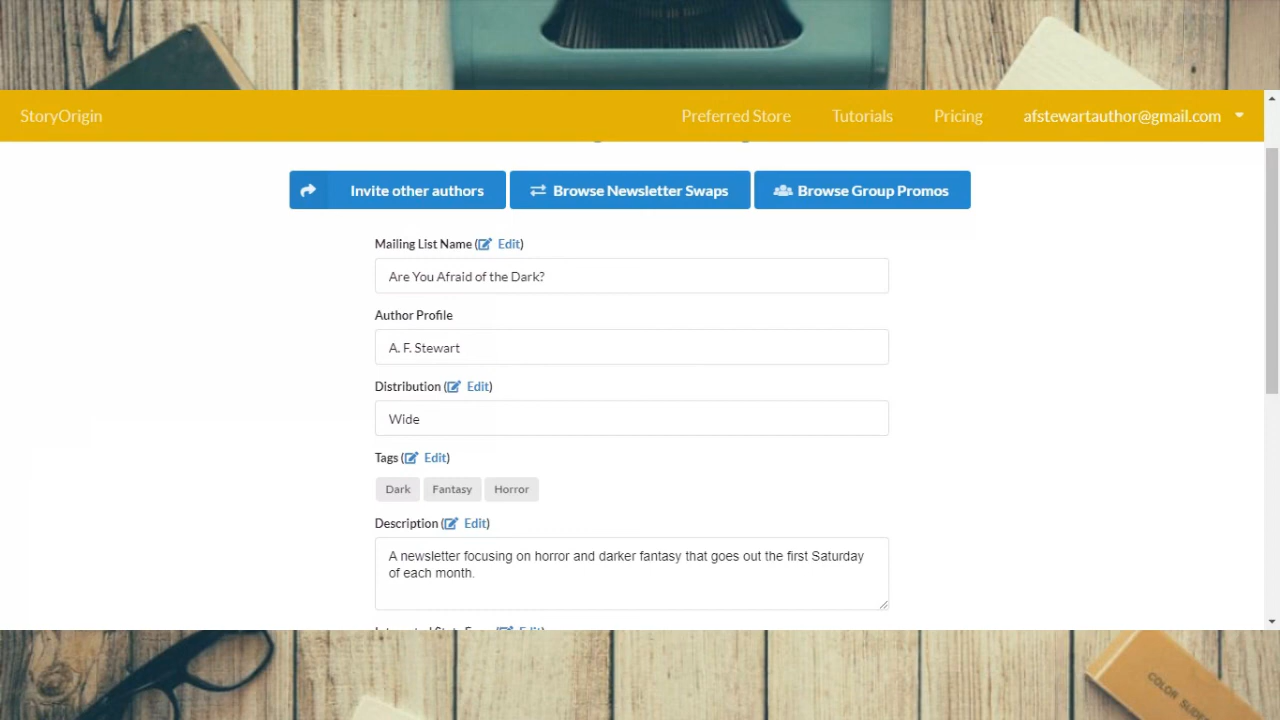 StoryOrigin Preferred Store Tutorials Pricing afstewartauthor@gmail.com
Invite other authors Browse Newsletter Swaps Browse Group Promos
Mailing List Name ( Edit)
Are You Afraid of the Dark?
Author Profile
A. F. Stewart
Distribution ( Edit)
Wide
Tags ( Edit)
Dark Fantasy Horror
Description ( Edit)
A newsletter focusing on horror and darker fantasy that goes out the first Saturday
of each month.
COLOR